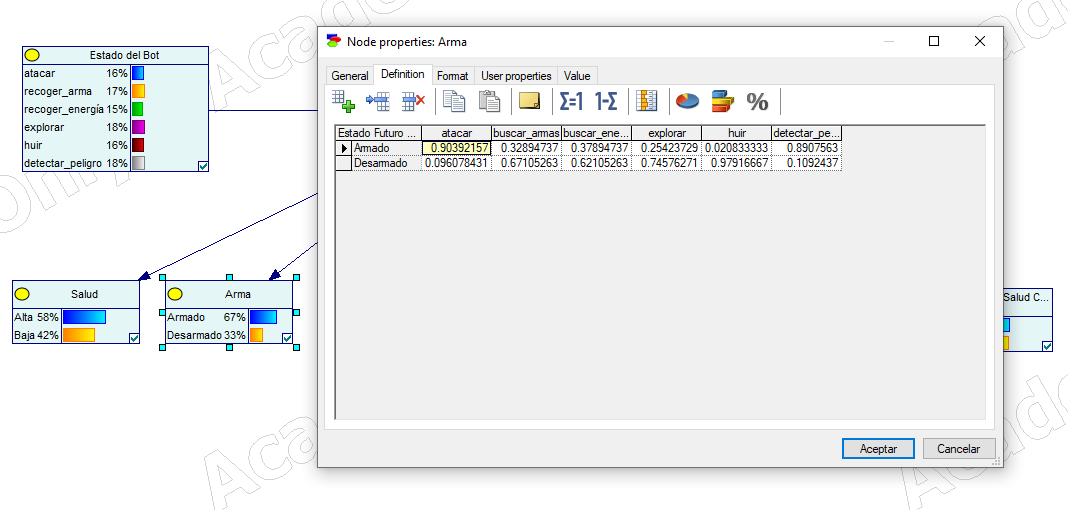 Estado del Bot
atacar 16%
recoger_arma 17%
recoger_energía 15%
explorar 18%
huir 16%
detectar_peligro 18%
Node properties: Arma
General Definition Format User properties Value
Σ=1 1-Σ %
Estado Futuro ... atacar buscar_armas buscar_ene... explorar huir detectar_pe...
Armado 0.90392157 0.32894737 0.37894737 0.25423729 0.020833333 0.8907563
Desarmado 0.096078431 0.67105263 0.62105263 0.74576271 0.97916667 0.1092437
Salud
Alta 58%
Baja 42%
Arma
Armado 67%
Desarmado 33%
Salud C...
Aceptar Cancelar